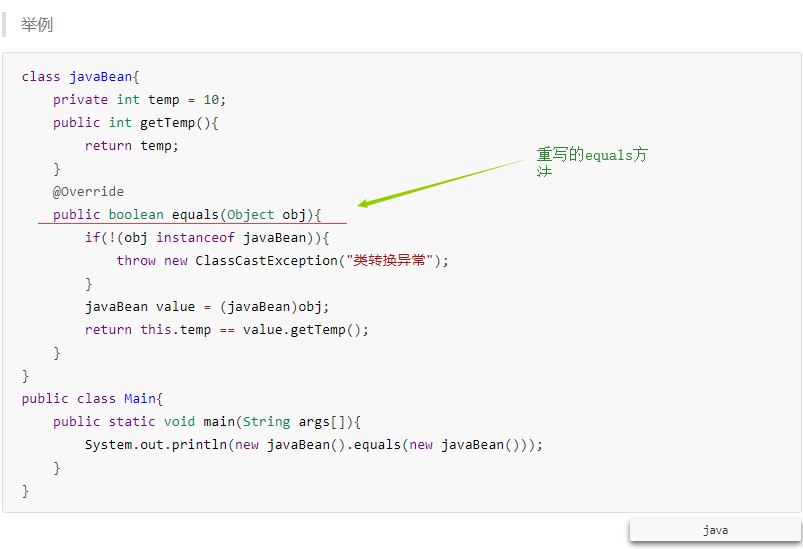 举例
class javaBean{
    private int temp = 10;
    public int getTemp(){
        return temp;
    }
    @Override
    public boolean equals(Object obj){
        if(!(obj instanceof javaBean)){
            throw new ClassCastException("类转换异常");
        }
        javaBean value = (javaBean)obj;
        return this.temp == value.getTemp();
    }
}
public class Main{
    public static void main(String args[]){
        System.out.println(new javaBean().equals(new javaBean()));
    }
}
重写的equals方
法
java